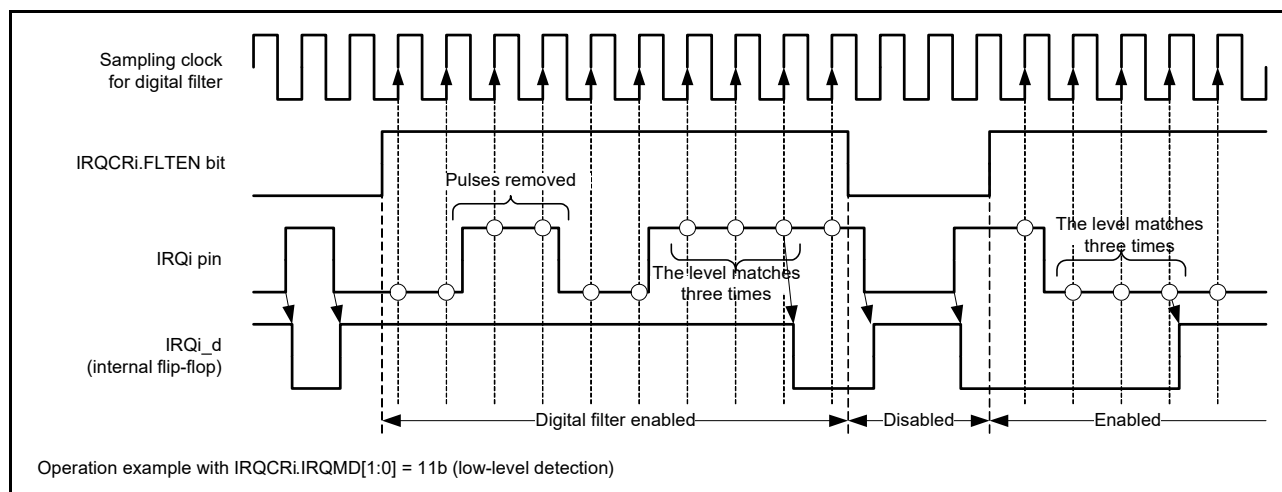 Sampling clock
for digital filter
IRQCRi.FLTEN bit
Pulses removed
IRQi pin
The level matches
three times
The level matches
three times
IRQi_d
(internal flip-flop)
Digital filter enabled
Disabled
Enabled
Operation example with IRQCRi.IRQMD[1:0] = 11b (low-level detection)